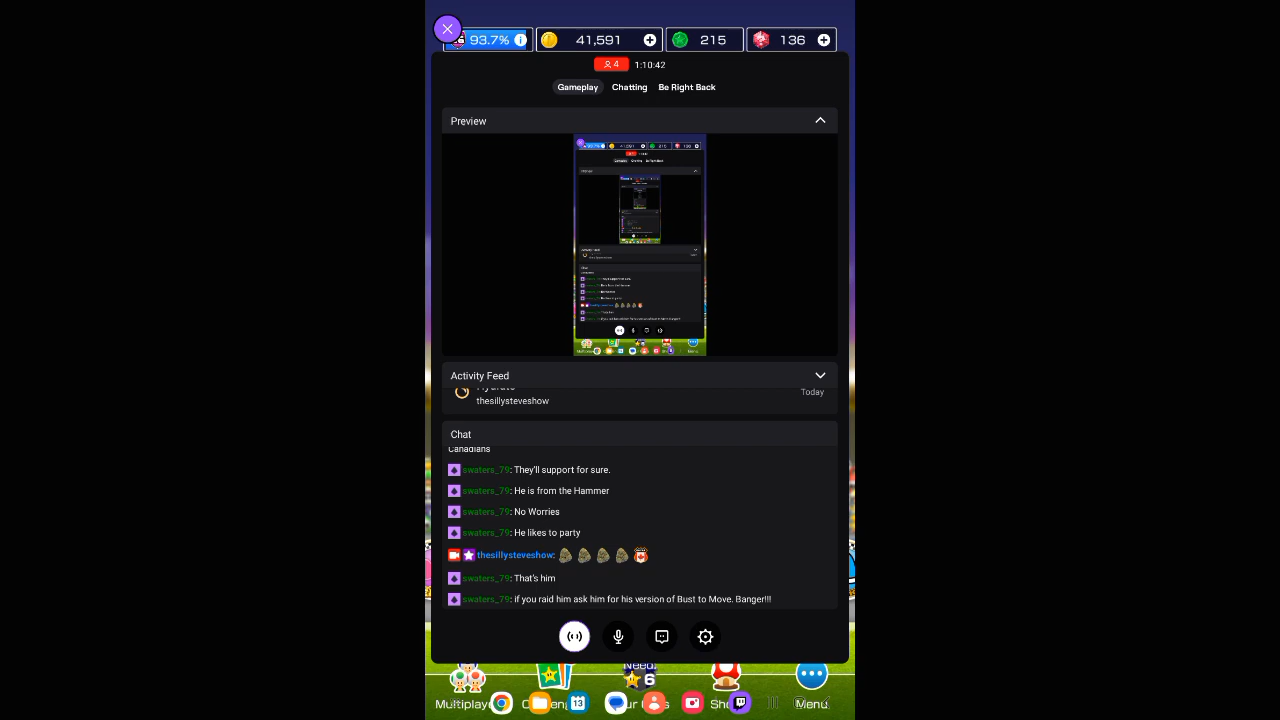 93.7% i 41,591 215 136
4 1:10:42
Gameplay Chatting Be Right Back
Preview
Activity Feed
Today
thesillysteveshow
Chat
Canadians
swaters_79: They'll support for sure.
swaters_79: He is from the Hammer
swaters_79: No Worries
swaters_79: He likes to party
thesillysteveshow:
swaters_79: That's him
swaters_79: if you raid him ask him for his version of Bust to Move. Banger!!!
Need:
6
13
Menu